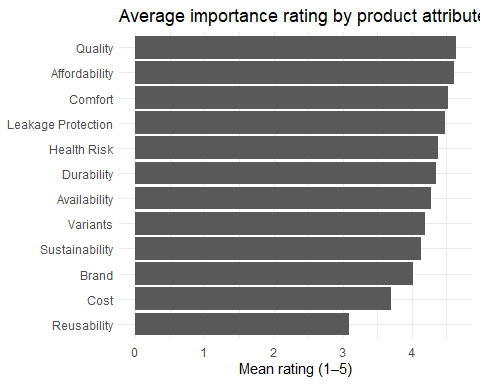 Average importance rating by product attribute
Quality
Affordability
Comfort
Leakage Protection
Health Risk
Durability
Availability
Variants
Sustainability
Brand
Cost
Reusability
0 1 2 3 4
Mean rating (1–5)